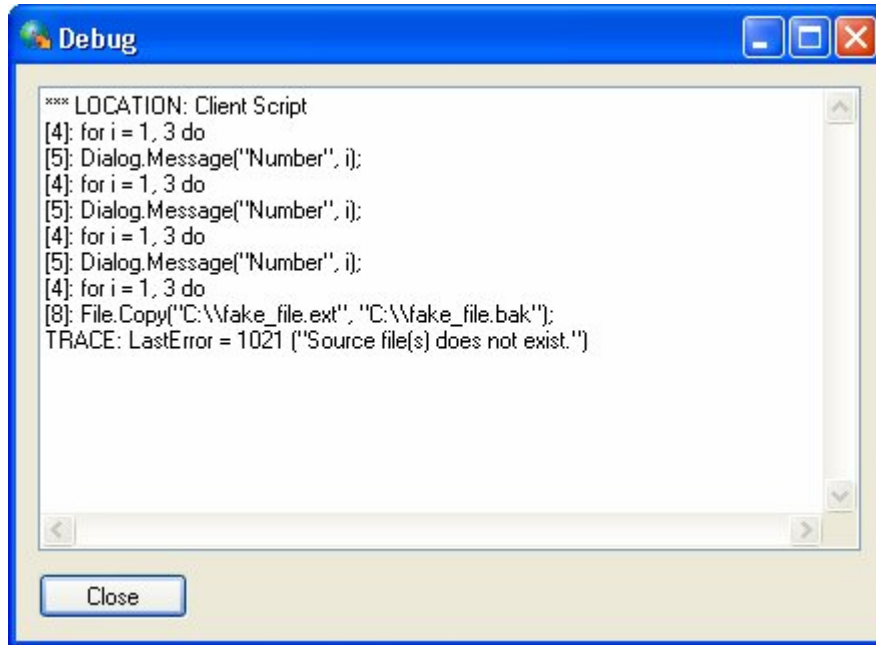 Debug
*** LOCATION: Client Script
[4]: for i = 1, 3 do
[5]: Dialog.Message("Number", i);
[4]: for i = 1, 3 do
[5]: Dialog.Message("Number", i);
[4]: for i = 1, 3 do
[5]: Dialog.Message("Number", i);
[4]: for i = 1, 3 do
[8]: File.Copy("C:\\fake_file.ext", "C:\\fake_file.bak");
TRACE: LastError = 1021 ("Source file(s) does not exist.")
Close